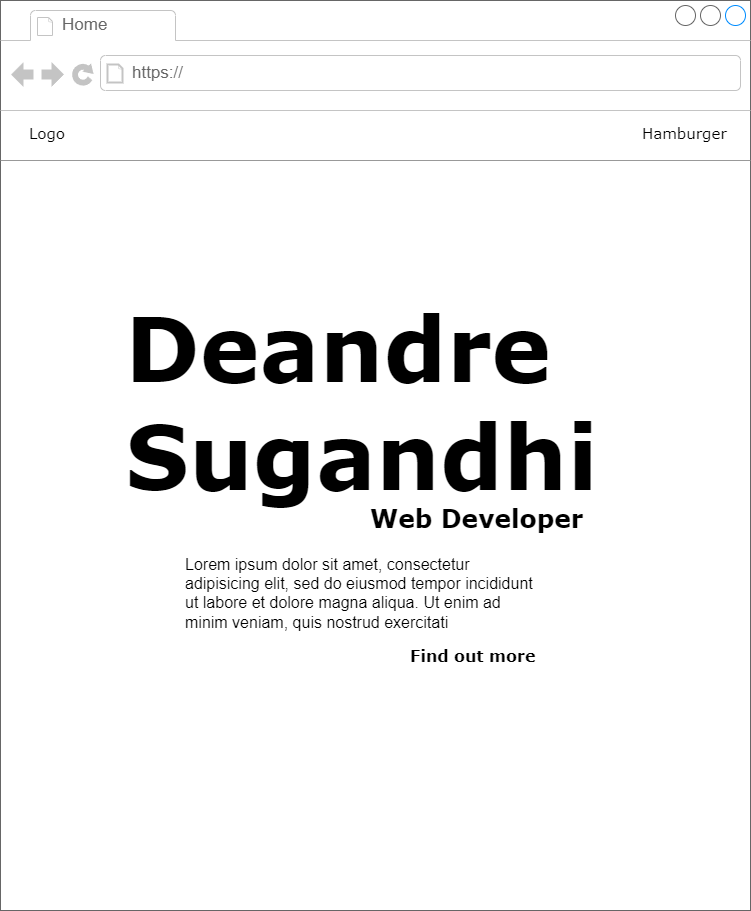 Home
https://
Logo
Hamburger
Deandre
Sugandhi
Web Developer
Lorem ipsum dolor sit amet, consectetur
adipisicing elit, sed do eiusmod tempor incididunt
ut labore et dolore magna aliqua. Ut enim ad
minim veniam, quis nostrud exercitati
Find out more